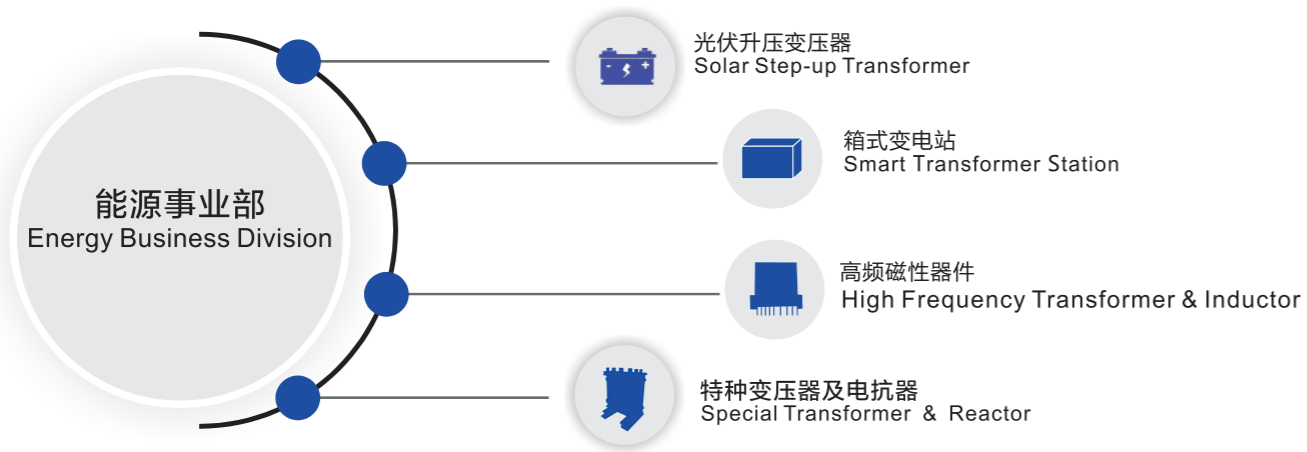 能源事业部
Energy Business Division
光伏升压变压器
Solar Step-up Transformer
箱式变电站
Smart Transformer Station
高频磁性器件
High Frequency Transformer & Inductor
特种变压器及电抗器
Special Transformer & Reactor